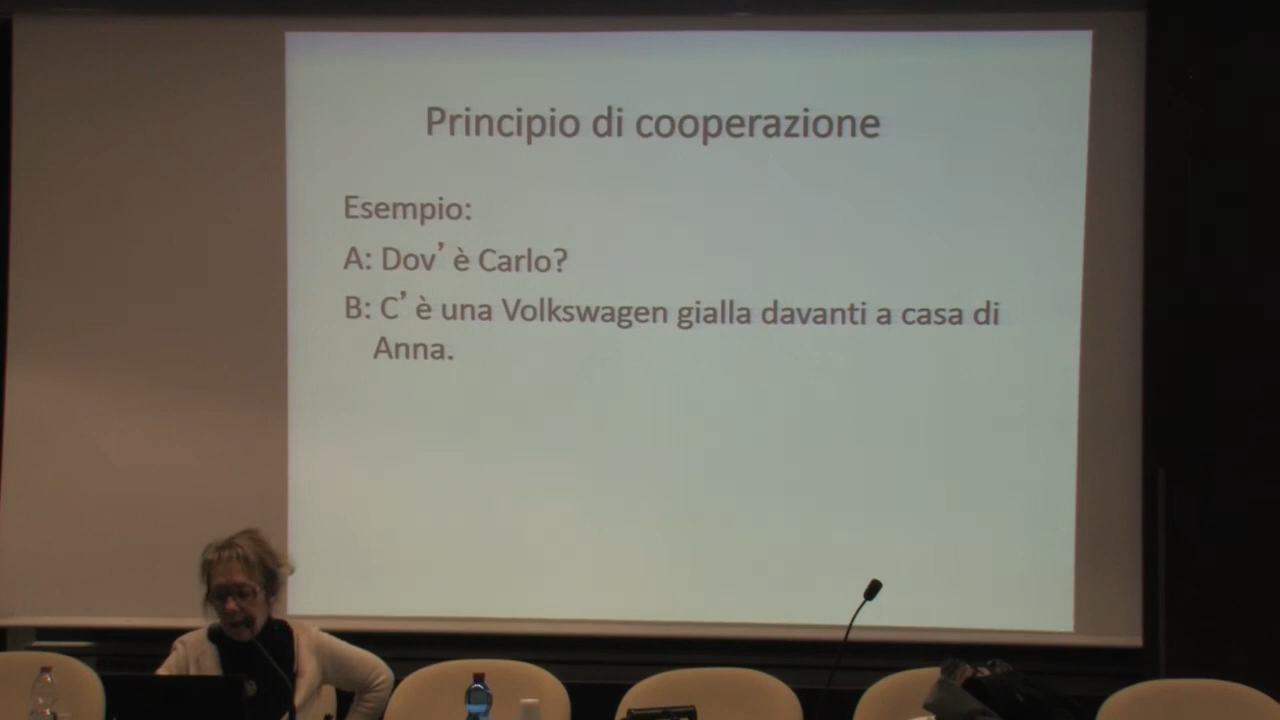 Principio di cooperazione
Esempio:
A: Dov’ è Carlo?
B: C’ è una Volkswagen gialla davanti a casa di
Anna.